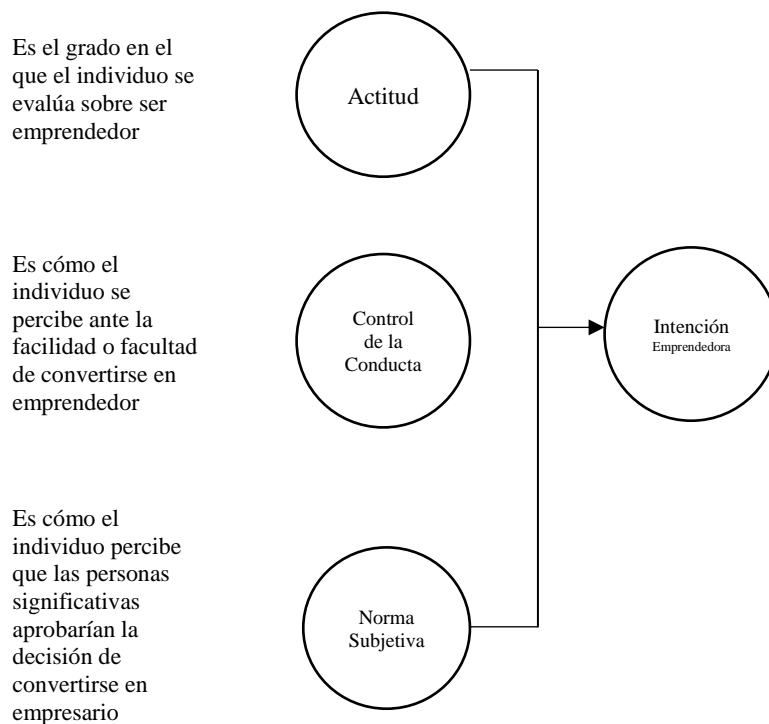 Es el grado en el
que el individuo se
evalúa sobre ser
emprendedor
Actitud
Es cómo el
individuo se
percibe ante la
facilidad o facultad
de convertirse en
emprendedor
Control
de la
Conducta
Intención
Emprendedora
Es cómo el
individuo percibe
que las personas
significativas
aprobarían la
decisión de
convertirse en
empresario
Norma
Subjetiva